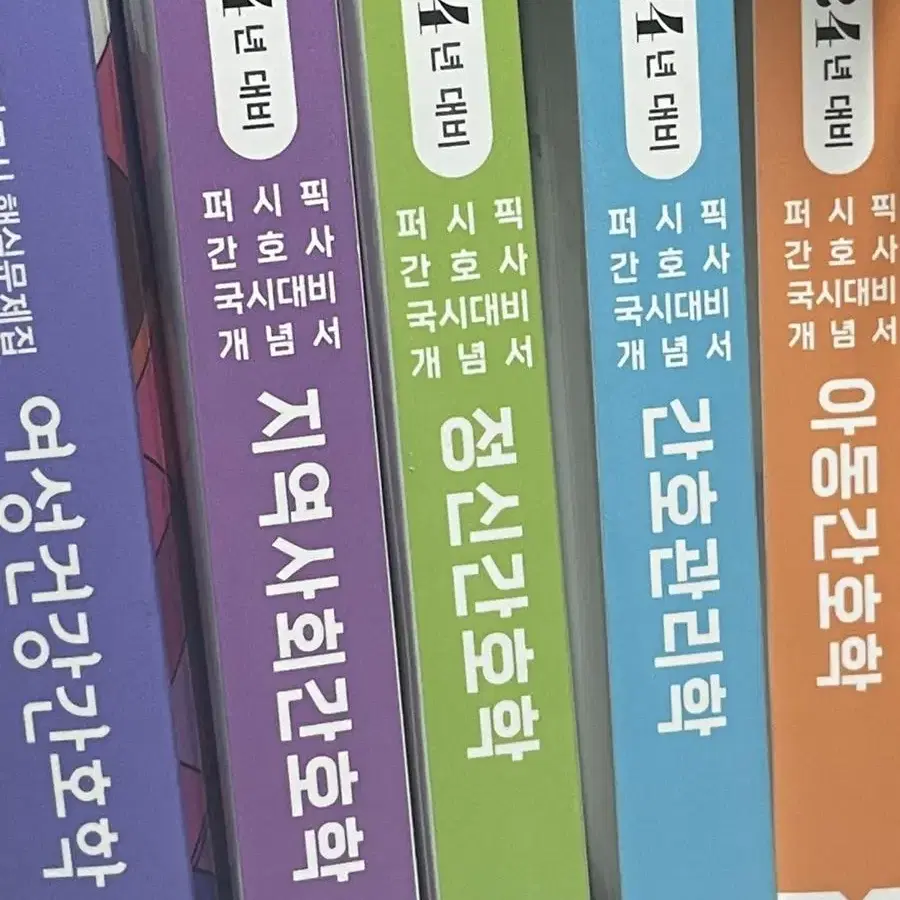 핵심문제집
여성건강간호학
4년 대비
퍼시픽
간호사
국시대비
개념서
지역사회간호학
4년 대비
퍼시픽
간호사
국시대비
개념서
정신간호학
4년 대비
퍼시픽
간호사
국시대비
개념서
간호관리학
4년 대비
퍼시픽
간호사
국시대비
개념서
아동간호학